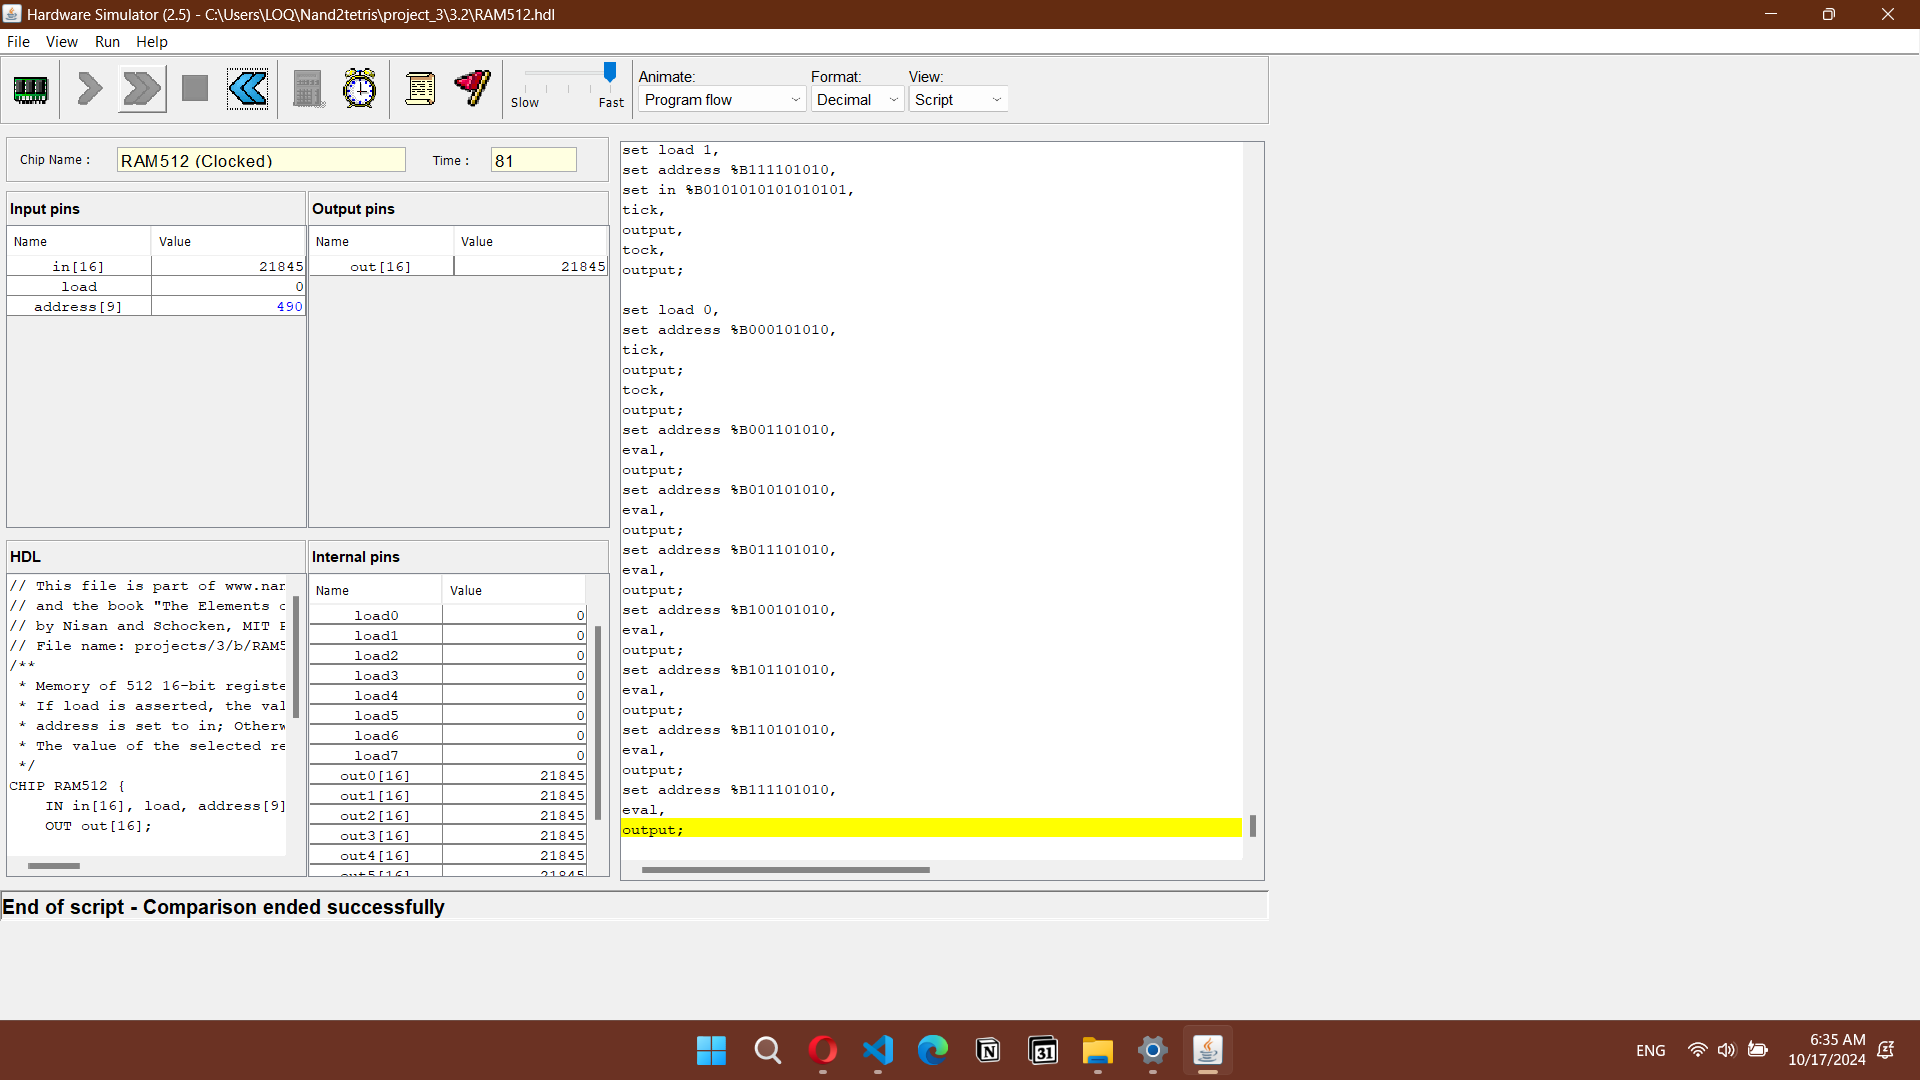 Hardware Simulator (2.5) - C:\Users\LOQ\Nand2tetris\project_3\3.2\RAM512.hdl
File View Run Help
Slow Fast
Animate: Format: View:
Program flow Decimal Script
Chip Name : RAM512 (Clocked) Time : 81
Input pins
Name Value
in[16] 21845
load 0
address[9] 490
Output pins
Name Value
out[16] 21845
HDL
// This file is part of www.nan
// and the book "The Elements o
// by Nisan and Schocken, MIT P
// File name: projects/3/b/RAM5
/**
* Memory of 512 16-bit registe
* If load is asserted, the val
* address is set to in; Otherw
* The value of the selected re
*/
CHIP RAM512 {
IN in[16], load, address[9]
OUT out[16];
Internal pins
Name Value
load0 0
load1 0
load2 0
load3 0
load4 0
load5 0
load6 0
load7 0
out0[16] 21845
out1[16] 21845
out2[16] 21845
out3[16] 21845
out4[16] 21845
out5[16] 21845
set load 1,
set address %B111101010,
set in %B0101010101010101,
tick,
output,
tock,
output;
set load 0,
set address %B000101010,
tick,
output;
tock,
output;
set address %B001101010,
eval,
output;
set address %B010101010,
eval,
output;
set address %B011101010,
eval,
output;
set address %B100101010,
eval,
output;
set address %B101101010,
eval,
output;
set address %B110101010,
eval,
output;
set address %B111101010,
eval,
output;
End of script - Comparison ended successfully
N
31
ENG
6:35 AM
10/17/2024